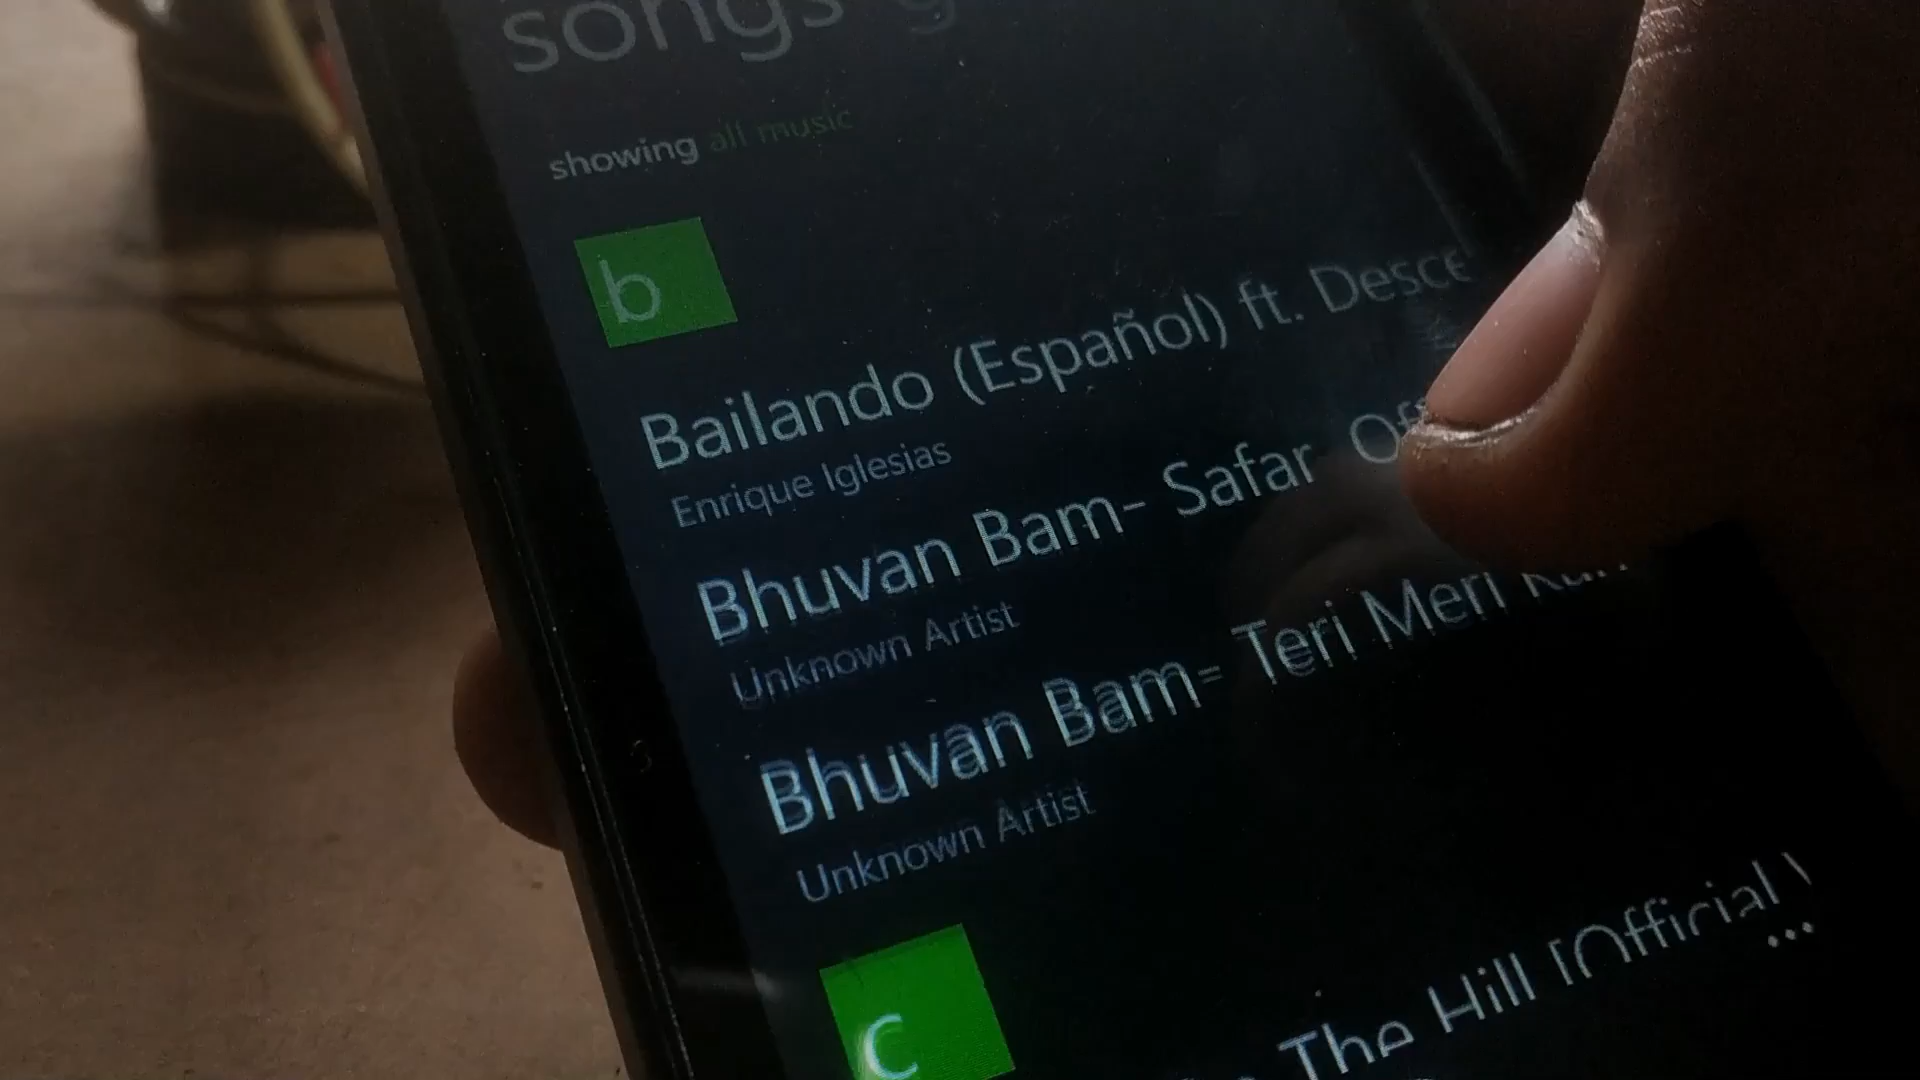 songs
showing all music
b
Bailando (Español) ft. Desce
Enrique Iglesias
Bhuvan Bam- Safar
Unknown Artist
Bhuvan Bam- Teri Meri
Unknown Artist
c
The Hill [Official
...